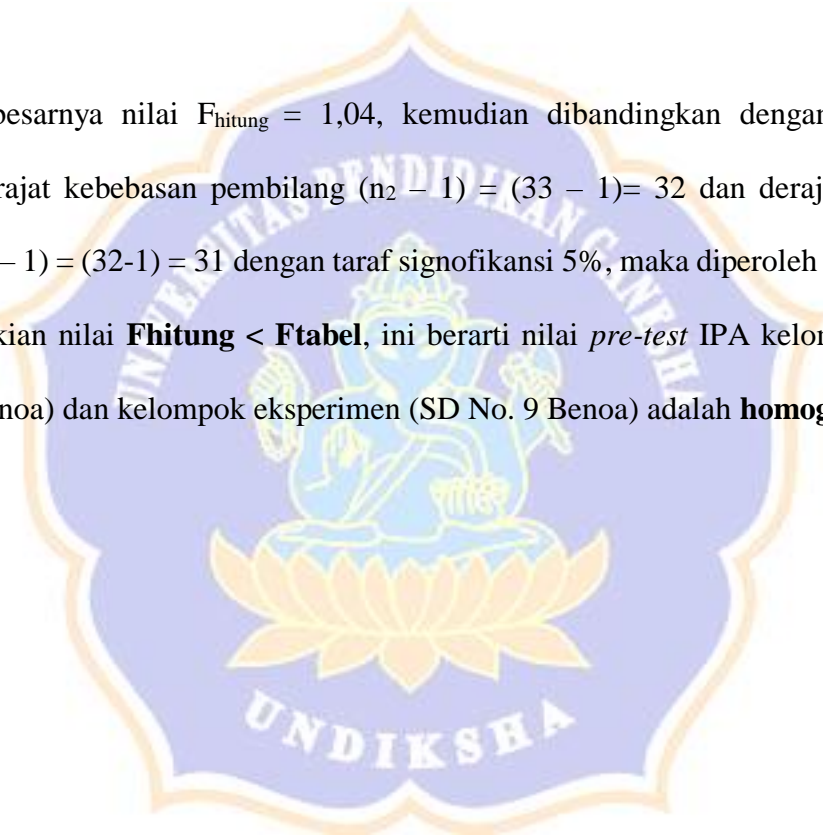 besarnya nilai Fhitung = 1,04, kemudian dibandingkan dengan
rajat kebebasan pembilang (n2 – 1) = (33 – 1)= 32 dan deraj
– 1) = (32-1) = 31 dengan taraf signofikansi 5%, maka diperoleh
kian nilai Fhitung < Ftabel, ini berarti nilai pre-test IPA kelom
noa) dan kelompok eksperimen (SD No. 9 Benoa) adalah homog
UNIVERSITAS PENDIDIKAN GANESHA
UNDIKSHA